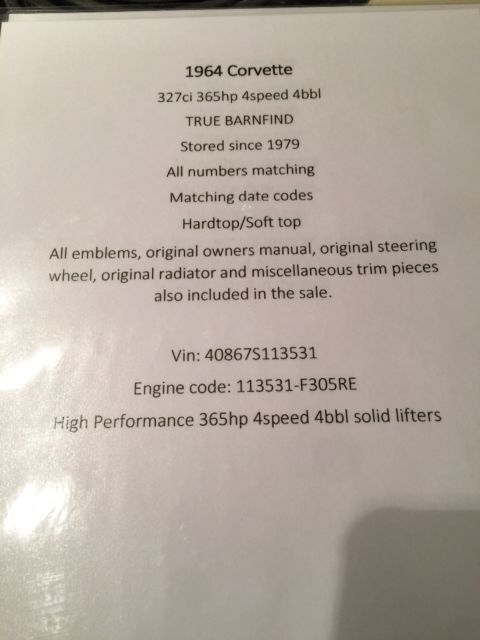 1964 Corvette
327ci 365hp 4speed 4bbl
TRUE BARNFIND
Stored since 1979
All numbers matching
Matching date codes
Hardtop/Soft top
All emblems, original owners manual, original steering
wheel, original radiator and miscellaneous trim pieces
also included in the sale.
Vin: 40867S113531
Engine code: 113531-F305RE
High Performance 365hp 4speed 4bbl solid lifters